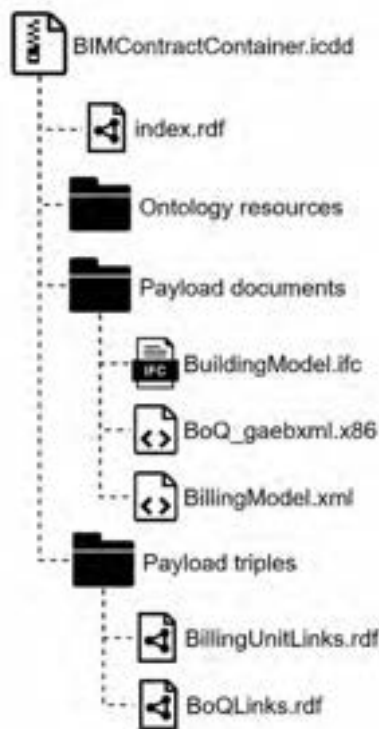 BIMContractContainer.icdd
index.rdf
Ontology resources
Payload documents
IFC
BuildingModel.ifc
BoQ_gaebxml.x86
BillingModel.xml
Payload triples
BillingUnitLinks.rdf
BoQLinks.rdf